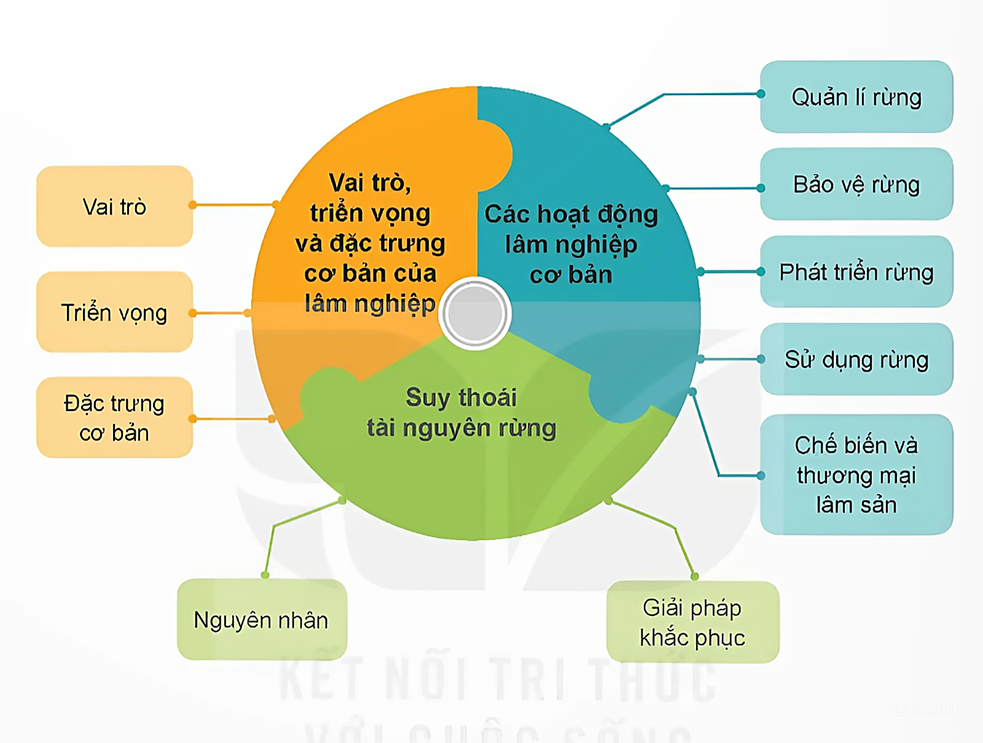 Vai trò,
triển vọng
và đặc trưng
cơ bản của
lâm nghiệp
Vai trò
Triển vọng
Đặc trưng
cơ bản
Các hoạt động
lâm nghiệp
cơ bản
Quản lí rừng
Bảo vệ rừng
Phát triển rừng
Sử dụng rừng
Chế biến và
thương mại
lâm sản
Suy thoái
tài nguyên rừng
Nguyên nhân
Giải pháp
khắc phục
KẾT NỐI TRI THỨC
VỚI CUỘC SỐNG